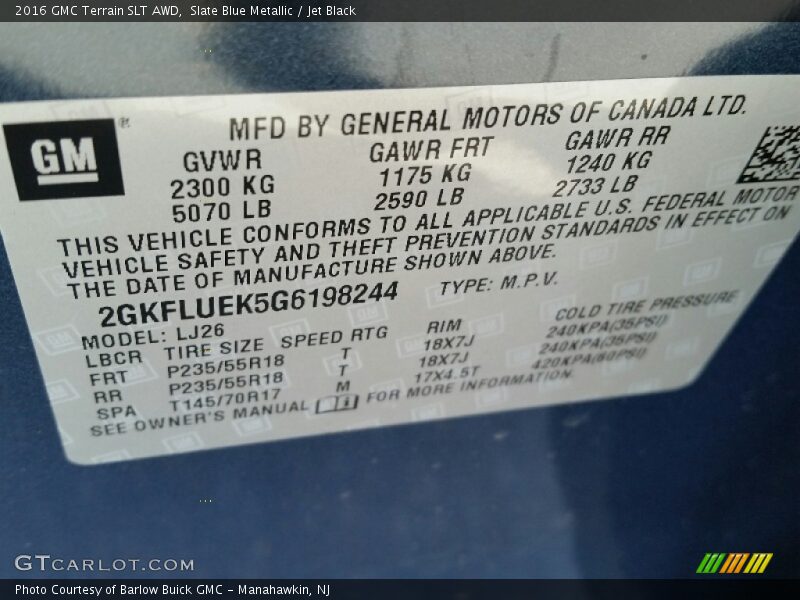 2016 GMC Terrain SLT AWD, Slate Blue Metallic / Jet Black
GM ®
MFD BY GENERAL MOTORS OF CANADA LTD.
GVWR GAWR FRT GAWR RR
2300 KG 1175 KG 1240 KG
5070 LB 2590 LB 2733 LB
THIS VEHICLE CONFORMS TO ALL APPLICABLE U.S. FEDERAL MOTOR
VEHICLE SAFETY AND THEFT PREVENTION STANDARDS IN EFFECT ON
THE DATE OF MANUFACTURE SHOWN ABOVE.
2GKFLUEK5G6198244 TYPE: M.P.V.
MODEL: LJ26
LBCR TIRE SIZE SPEED RTG RIM COLD TIRE PRESSURE
FRT P235/55R18 T 18X7J 240KPA(35PSI)
RR P235/55R18 T 18X7J 240KPA(35PSI)
SPA T145/70R17 M 17X4.5T 420KPA(60PSI)
SEE OWNER'S MANUAL FOR MORE INFORMATION.
GTCARLOT.COM
Photo Courtesy of Barlow Buick GMC - Manahawkin, NJ